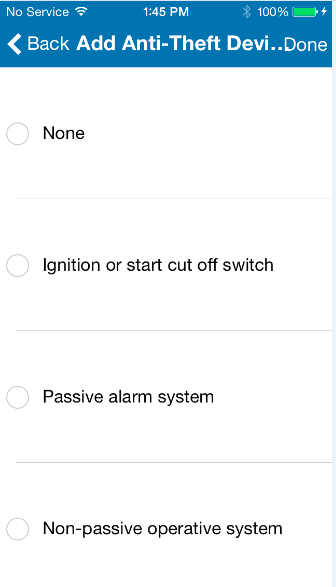 No Service 1:45 PM 100%
Back Add Anti-Theft Devi... Done
None
Ignition or start cut off switch
Passive alarm system
Non-passive operative system